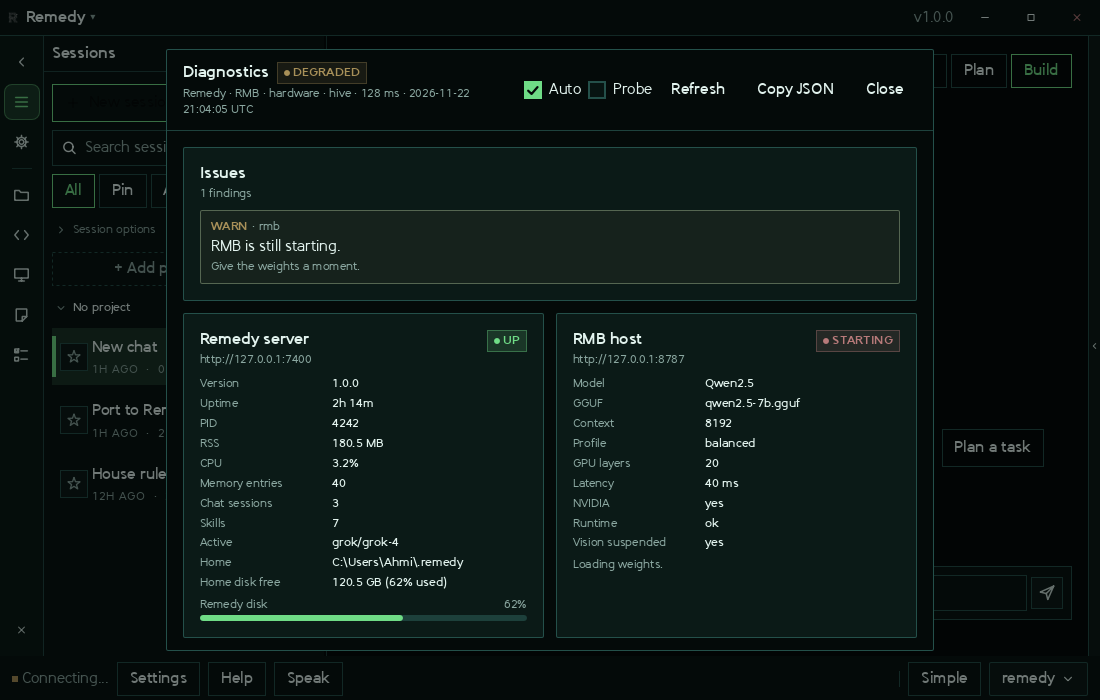 Remedy
v1.0.0
Sessions
Search sessi
All
Pin
Session options
+ Add p
No project
New chat
1H AGO · 0
Port to Rer
1H AGO · 2
House rule
12H AGO ·
Diagnostics
DEGRADED
Remedy · RMB · hardware · hive · 128 ms · 2026-11-22
21:04:05 UTC
Auto
Probe
Refresh
Copy JSON
Close
Plan
Build
Issues
1 findings
WARN · rmb
RMB is still starting.
Give the weights a moment.
Remedy server
UP
http://127.0.0.1:7400
Version 1.0.0
Uptime 2h 14m
PID 4242
RSS 180.5 MB
CPU 3.2%
Memory entries 40
Chat sessions 3
Skills 7
Active grok/grok-4
Home C:\Users\Ahmi\.remedy
Home disk free 120.5 GB (62% used)
Remedy disk 62%
RMB host
STARTING
http://127.0.0.1:8787
Model Qwen2.5
GGUF qwen2.5-7b.gguf
Context 8192
Profile balanced
GPU layers 20
Latency 40 ms
NVIDIA yes
Runtime ok
Vision suspended yes
Loading weights.
Plan a task
Connecting...
Settings
Help
Speak
Simple
remedy